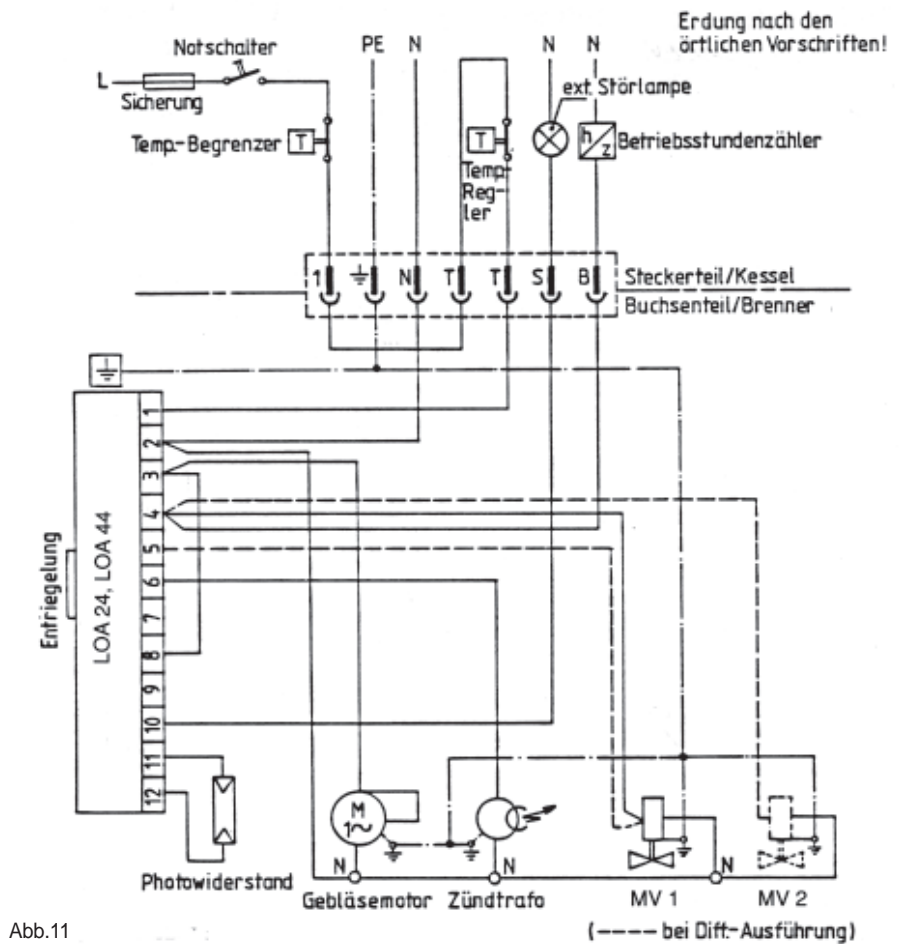 Erdung nach den
örtlichen Vorschriften!
Notschalter
PE N N N
L
Sicherung
ext. Störlampe
Temp.-Begrenzer T
T
Temp.-
Reg-
ler
h
z
Betriebsstundenzähler
1 N T T S B
Steckerteil/Kessel
Buchsenteil/Brenner
Entriegelung
LOA 24, LOA 44
1
2
3
4
5
6
7
8
9
10
11
12
M
1~
N N N
Photowiderstand
Gebläsemotor Zündtrafo MV 1 MV 2
Abb.11
(----- bei Diff.-Ausführung)